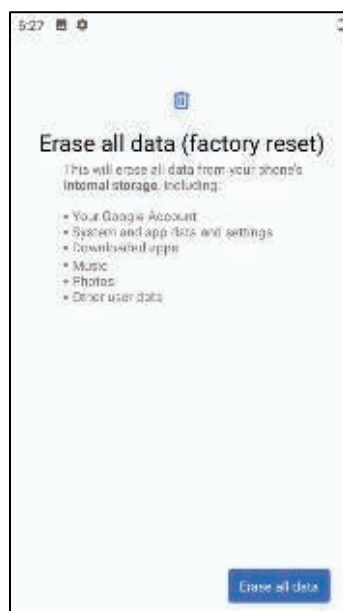 5:27
Erase all data (factory reset)
This will erase all data from your phone's
internal storage, including:
• Your Google Account
• System and app data and settings
• Downloaded apps
• Music
• Photos
• Other user data
Erase all data